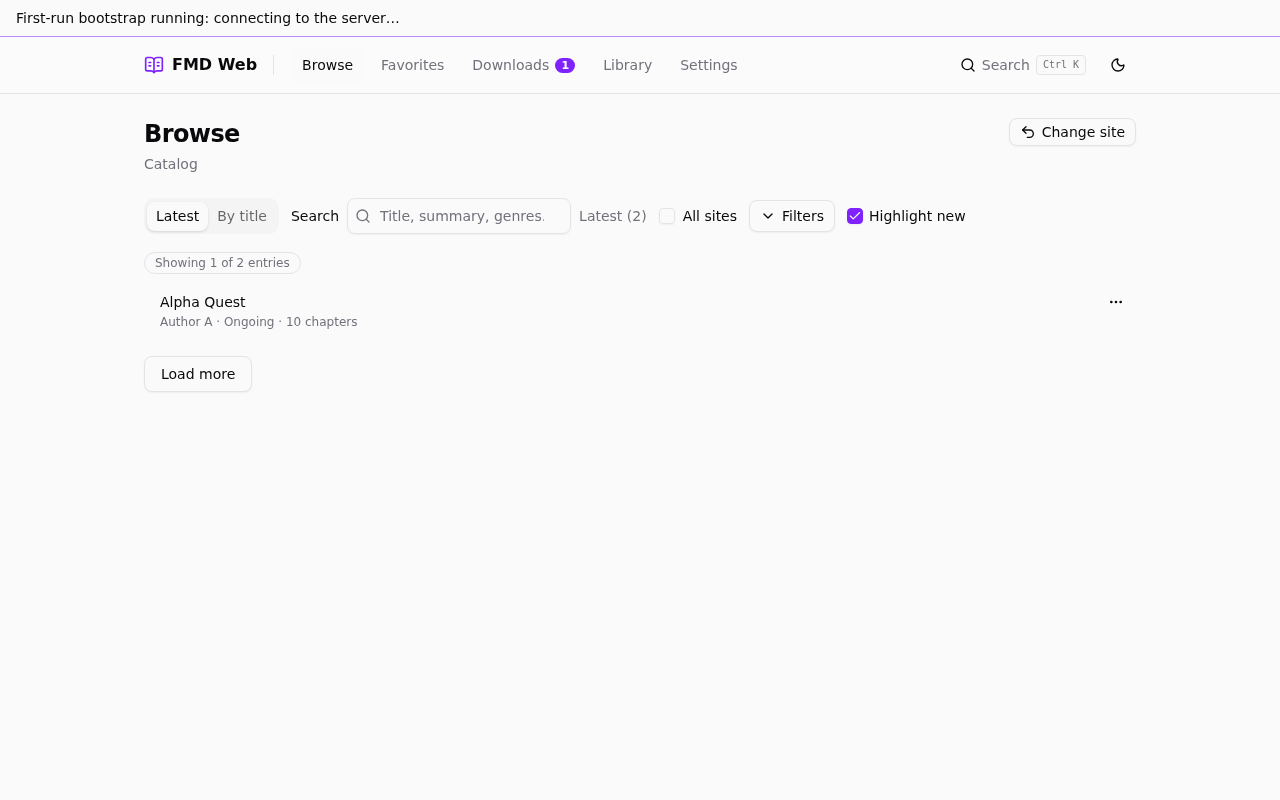 First-run bootstrap running: connecting to the server…
FMD Web
Browse
Favorites
Downloads 1
Library
Settings
Search Ctrl K
Browse
Change site
Catalog
Latest
By title
Search
Title, summary, genres.
Latest (2)
All sites
Filters
Highlight new
Showing 1 of 2 entries
Alpha Quest
Author A · Ongoing · 10 chapters
Load more